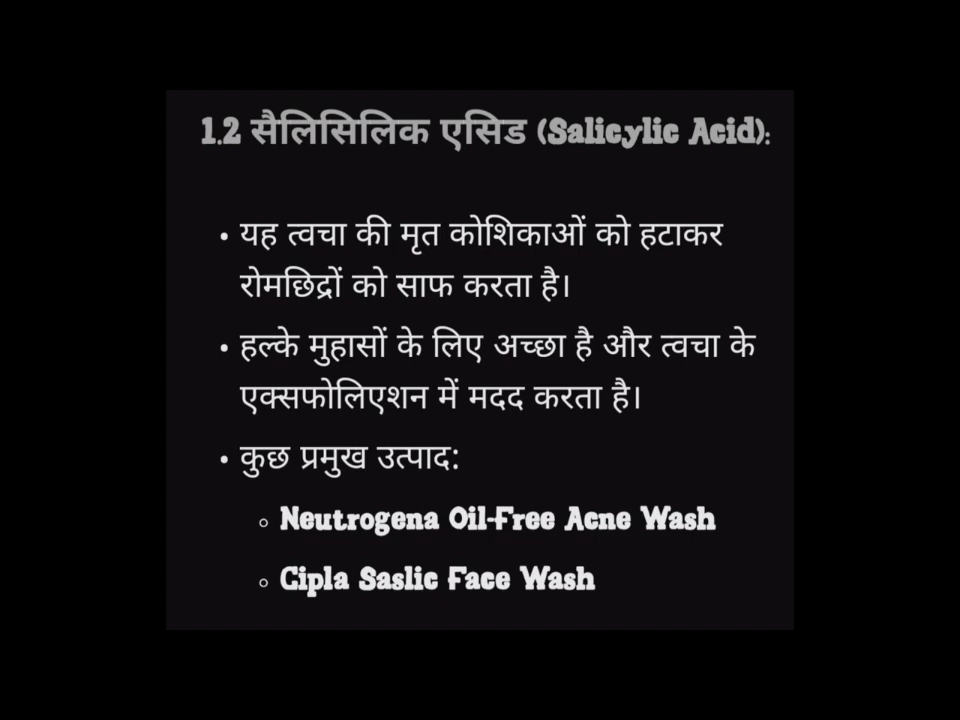 1.2 सैलिसिलिक एसिड (Salicylic Acid):
• यह त्वचा की मृत कोशिकाओं को हटाकर
रोमछिद्रों को साफ करता है।
• हल्के मुहासों के लिए अच्छा है और त्वचा के
एक्सफोलिएशन में मदद करता है।
• कुछ प्रमुख उत्पाद:
◦ Neutrogena Oil-Free Acne Wash
◦ Cipla Saslic Face Wash